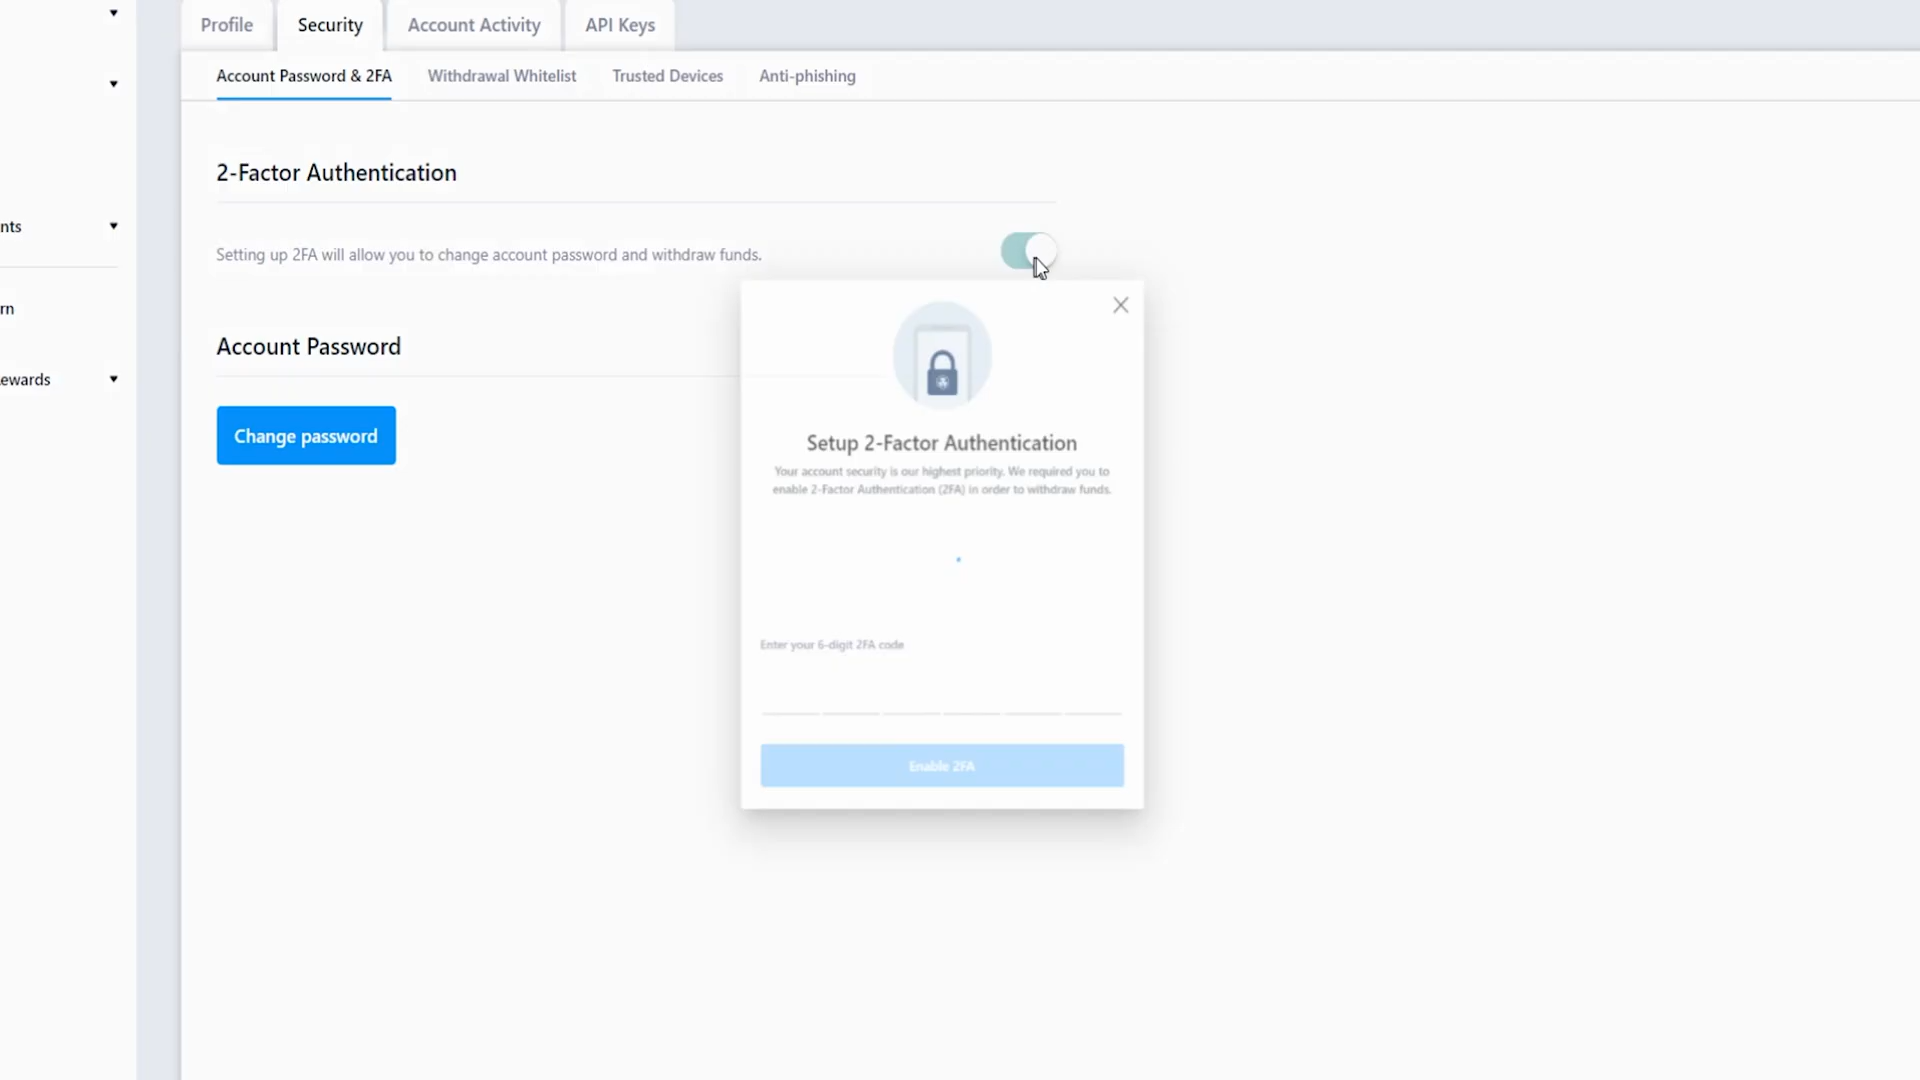 Profile
Security
Account Activity
API Keys
Account Password & 2FA
Withdrawal Whitelist
Trusted Devices
Anti-phishing
2-Factor Authentication
nts
Setting up 2FA will allow you to change account password and withdraw funds.
rn
Account Password
ewards
Change password
Setup 2-Factor Authentication
Your account security is our highest priority. We required you to
enable 2-Factor Authentication (2FA) in order to withdraw funds.
Enter your 6-digit 2FA code
Enable 2FA